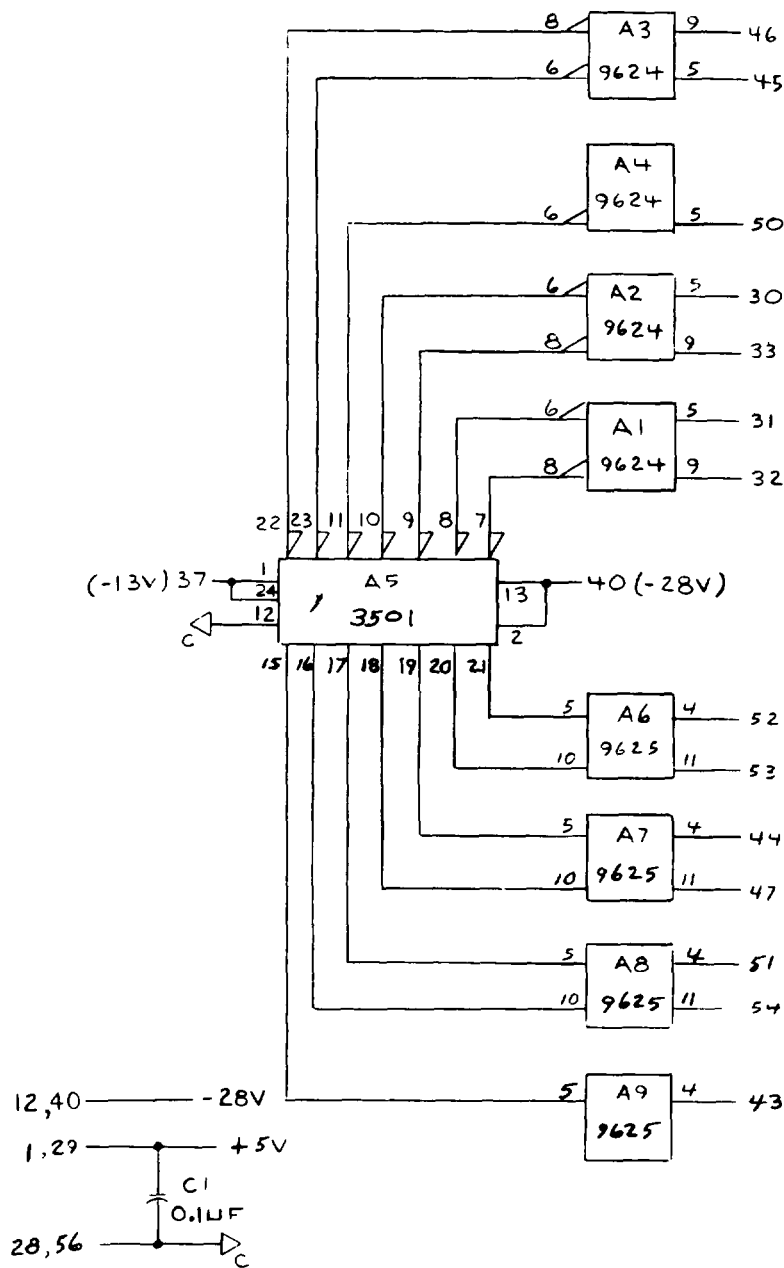 8 A3 9 46
6 9624 5 45
A4
9624
6 5 50
6 A2 5 30
8 9624 9 33
6 A1 5 31
8 9624 9 32
22 23 11 10 9 8 7
(-13V) 37 1 A5 13 40 (-28V)
24
12 3501 2
C
15 16 17 18 19 20 21
5 A6 4 52
9625
10 11 53
5 A7 4 44
10 9625 11 47
5 A8 4 51
10 9625 11 54
5 A9 4 43
9625
12,40 -28V
1,29 +5V
C1
0.1UF
28,56 C